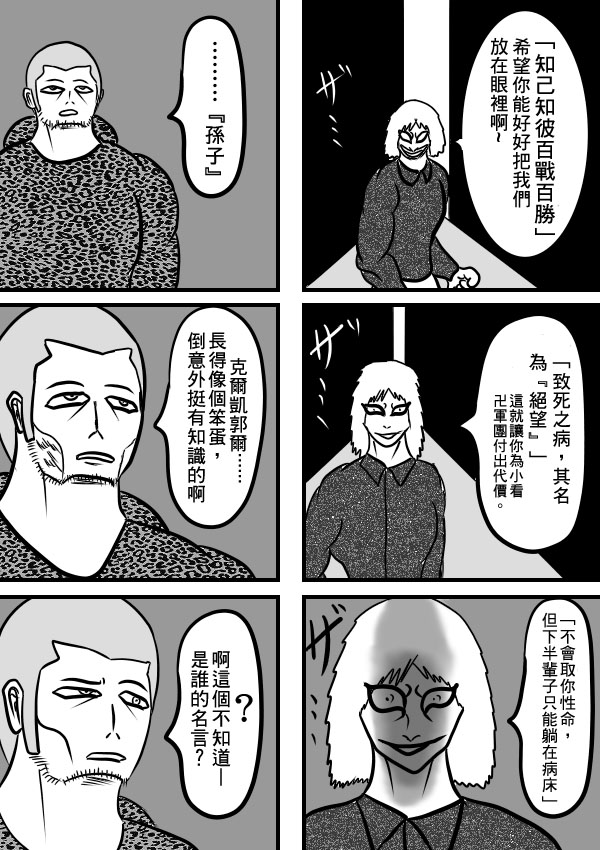 「知己知彼百戰百勝」
希望你能好好把我們
放在眼裡啊~
ザッ…
………
『孫子』
「致死之病，其名
為『絕望』」
這就讓你為小看
卍軍團付出代價。
ザッ…
克爾凱郭爾……
長得像個笨蛋，
倒意外挺有知識的啊
「不會取你性命，
但下半輩子只能躺在病床」
ザッ…
？
啊這個不知道—
是誰的名言？